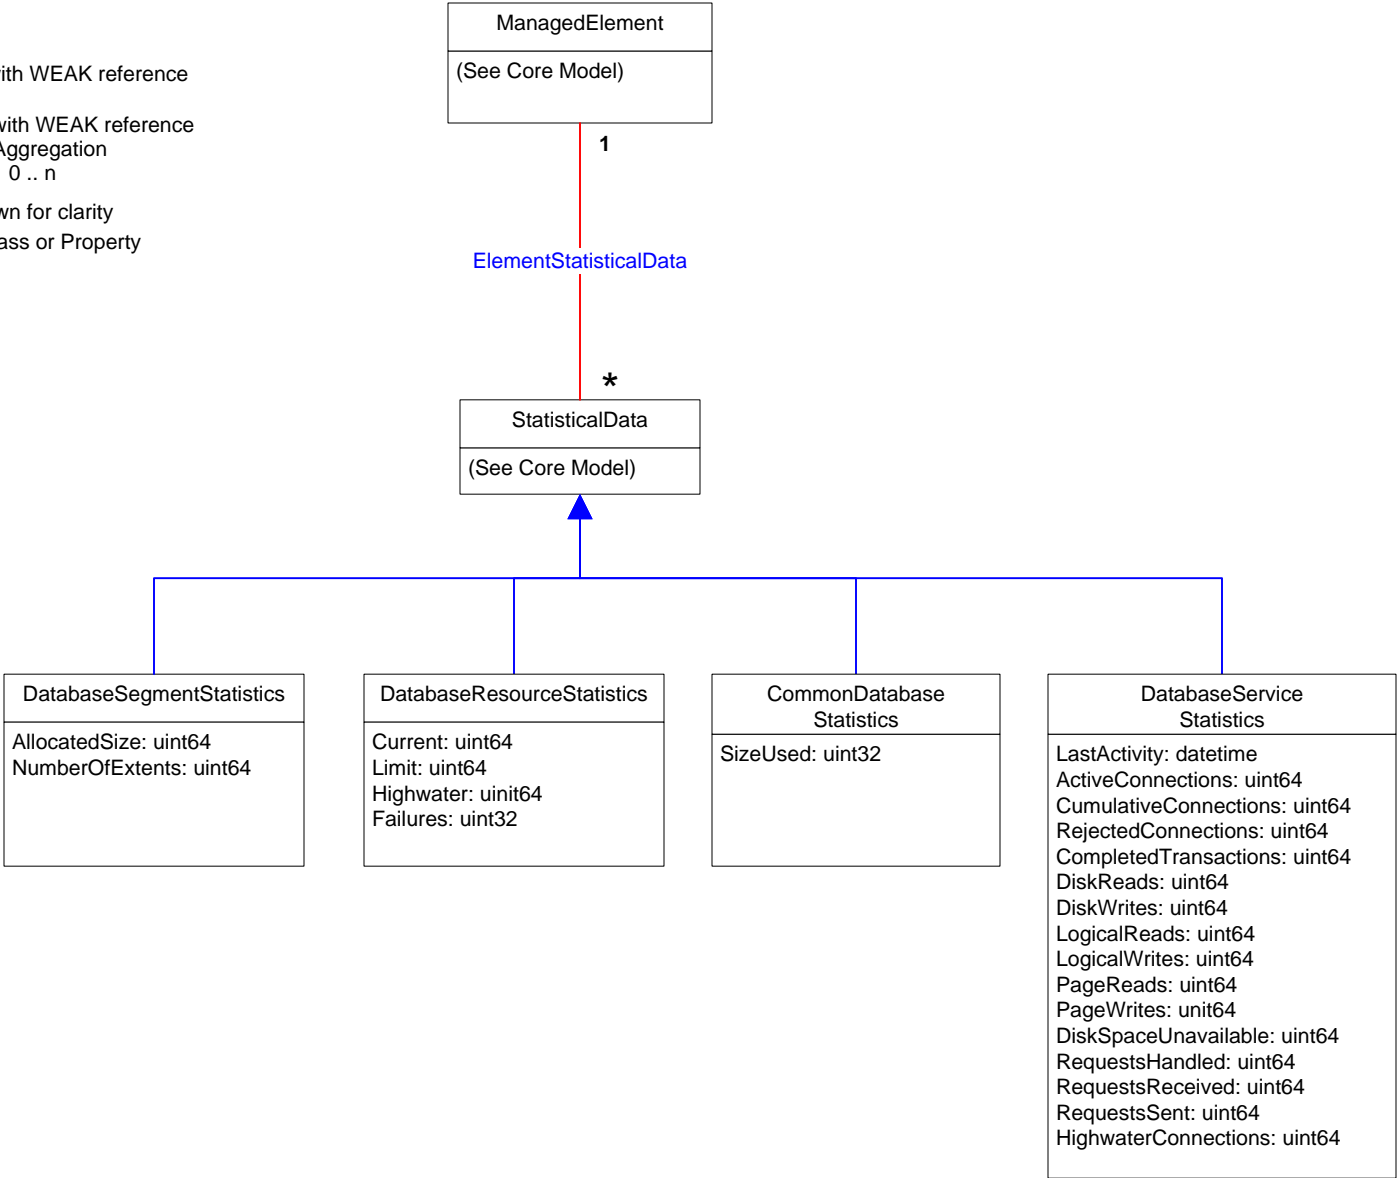 ManagedElement
(See Core Model)
with WEAK reference
with WEAK reference
Aggregation
0 .. n
wn for clarity
ass or Property
1
ElementStatisticalData
*
StatisticalData
(See Core Model)
DatabaseSegmentStatistics
AllocatedSize: uint64
NumberOfExtents: uint64
DatabaseResourceStatistics
Current: uint64
Limit: uint64
Highwater: uinit64
Failures: uint32
CommonDatabase
Statistics
SizeUsed: uint32
DatabaseService
Statistics
LastActivity: datetime
ActiveConnections: uint64
CumulativeConnections: uint64
RejectedConnections: uint64
CompletedTransactions: uint64
DiskReads: uint64
DiskWrites: uint64
LogicalReads: uint64
LogicalWrites: uint64
PageReads: uint64
PageWrites: unit64
DiskSpaceUnavailable: uint64
RequestsHandled: uint64
RequestsReceived: uint64
RequestsSent: uint64
HighwaterConnections: uint64